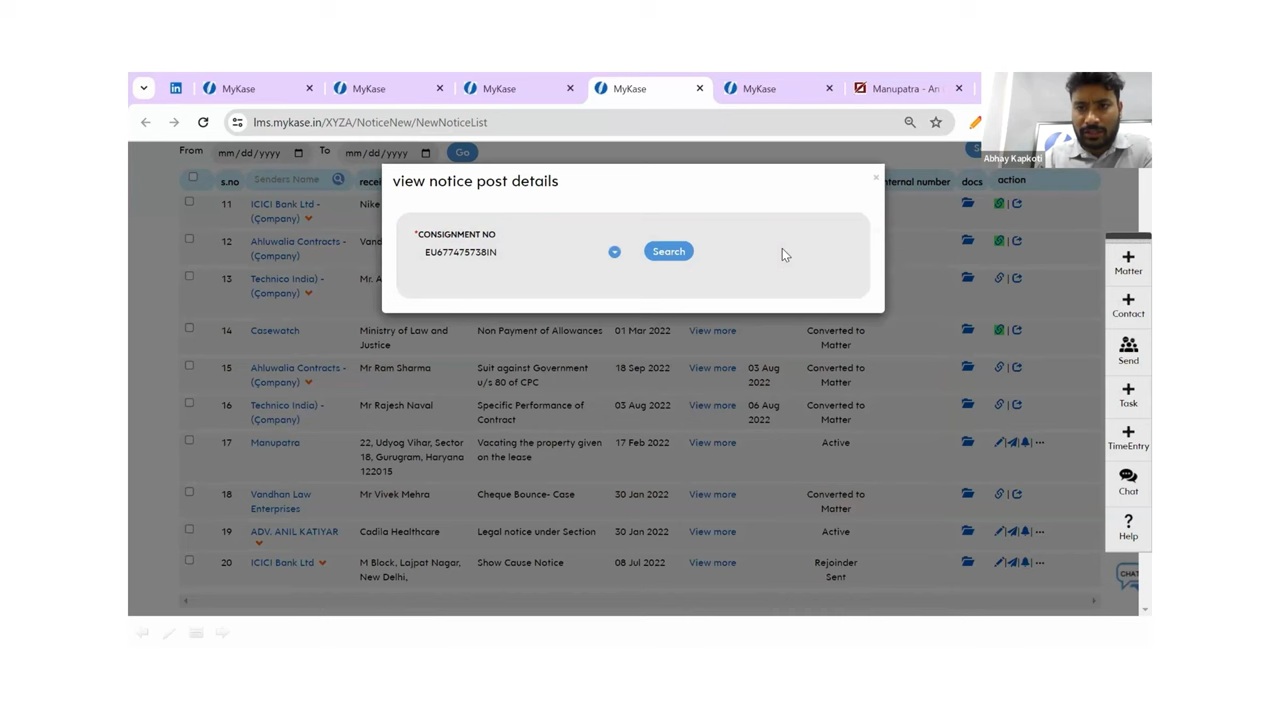 MyKase
MyKase
MyKase
MyKase
MyKase
Manupatra - An
lms.mykase.in/XYZA/NoticeNew/NewNoticeList
Abhay Kapkoti
From mm/dd/yyyy To mm/dd/yyyy Go
view notice post details
s.no Senders Name nternal number docs action
*CONSIGNMENT NO
EU677475738IN Search
11 ICICI Bank Ltd - Nike
(Çompany)
12 Ahluwalia Contracts - Vand
(Çompany)
13 Technico India) - Mr. A
(Çompany)
14 Casewatch Ministry of Law and Non Payment of Allowances 01 Mar 2022 View more Converted to
Justice Matter
15 Ahluwalia Contracts - Mr Ram Sharma Suit against Government 18 Sep 2022 View more 03 Aug Converted to
(Çompany) u/s 80 of CPC 2022 Matter
16 Technico India) - Mr Rajesh Naval Specific Performance of 03 Aug 2022 View more 06 Aug Converted to
(Çompany) Contract 2022 Matter
17 Manupatra 22, Udyog Vihar, Sector Vacating the property given 17 Feb 2022 View more Active
18, Gurugram, Haryana on the lease
122015
18 Vandhan Law Mr Vivek Mehra Cheque Bounce- Case 30 Jan 2022 View more Converted to
Enterprises Matter
19 ADV. ANIL KATIYAR Cadila Healthcare Legal notice under Section 30 Jan 2022 View more Active
20 ICICI Bank Ltd M Block, Lajpat Nagar, Show Cause Notice 08 Jul 2022 View more Rejoinder
New Delhi, Sent
Matter
Contact
Send
Task
TimeEntry
Chat
Help
CHAT